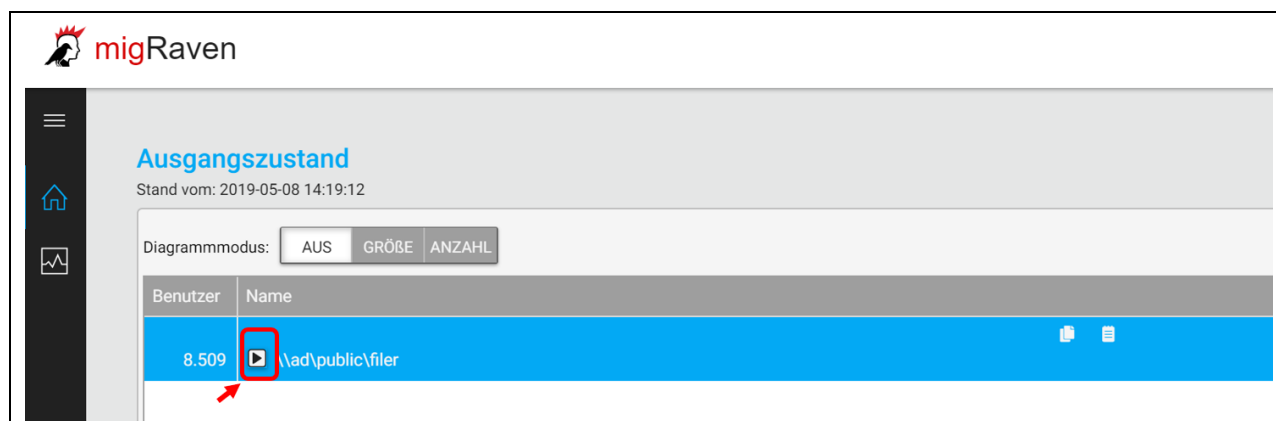 migRaven
Ausgangszustand
Stand vom: 2019-05-08 14:19:12
Diagrammmodus: AUS GRÖßE ANZAHL
Benutzer Name
8.509 \\ad\public\filer